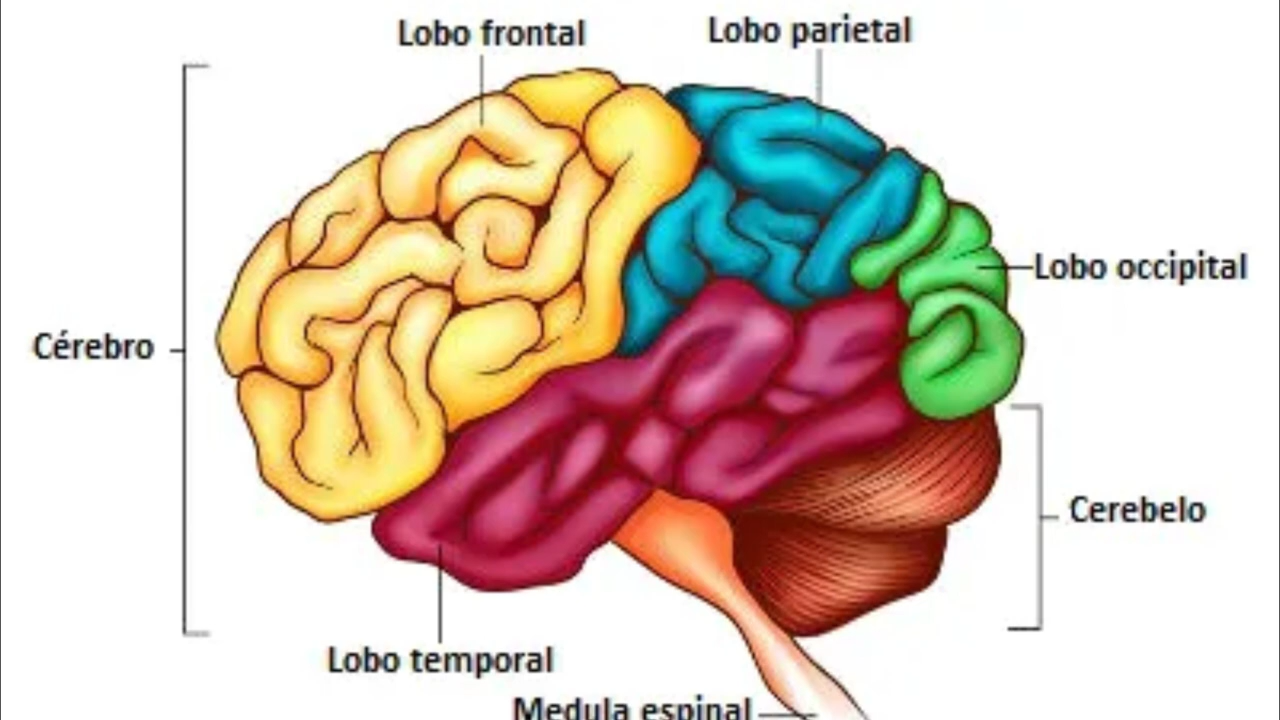 Lobo frontal
Lobo parietal
Lobo occipital
Cérebro
Cerebelo
Lobo temporal
Medula espinal